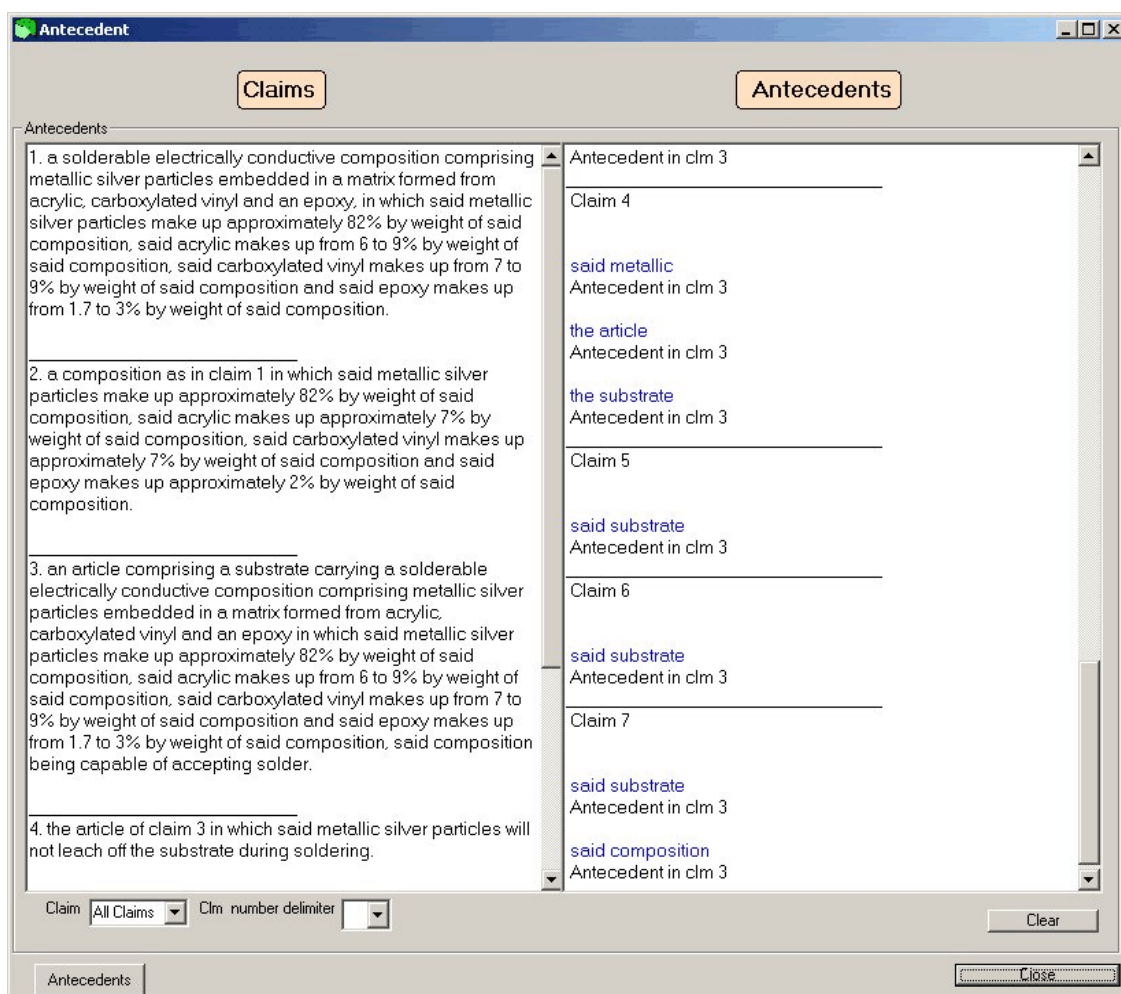 Antecedent
Claims
Antecedents
Antecedents
1. a solderable electrically conductive composition comprising
metallic silver particles embedded in a matrix formed from
acrylic, carboxylated vinyl and an epoxy, in which said metallic
silver particles make up approximately 82% by weight of said
composition, said acrylic makes up from 6 to 9% by weight of
said composition, said carboxylated vinyl makes up from 7 to
9% by weight of said composition and said epoxy makes up
from 1.7 to 3% by weight of said composition.
2. a composition as in claim 1 in which said metallic silver
particles make up approximately 82% by weight of said
composition, said acrylic makes up approximately 7% by
weight of said composition, said carboxylated vinyl makes up
approximately 7% by weight of said composition and said
epoxy makes up approximately 2% by weight of said
composition.
3. an article comprising a substrate carrying a solderable
electrically conductive composition comprising metallic silver
particles embedded in a matrix formed from acrylic,
carboxylated vinyl and an epoxy in which said metallic silver
particles make up approximately 82% by weight of said
composition, said acrylic makes up from 6 to 9% by weight of
said composition, said carboxylated vinyl makes up from 7 to
9% by weight of said composition and said epoxy makes up
from 1.7 to 3% by weight of said composition, said composition
being capable of accepting solder.
4. the article of claim 3 in which said metallic silver particles will
not leach off the substrate during soldering.
Antecedent in clm 3
Claim 4
said metallic
Antecedent in clm 3
the article
Antecedent in clm 3
the substrate
Antecedent in clm 3
Claim 5
said substrate
Antecedent in clm 3
Claim 6
said substrate
Antecedent in clm 3
Claim 7
said substrate
Antecedent in clm 3
said composition
Antecedent in clm 3
Claim All Claims Clm number delimiter
Clear
Antecedents
Close